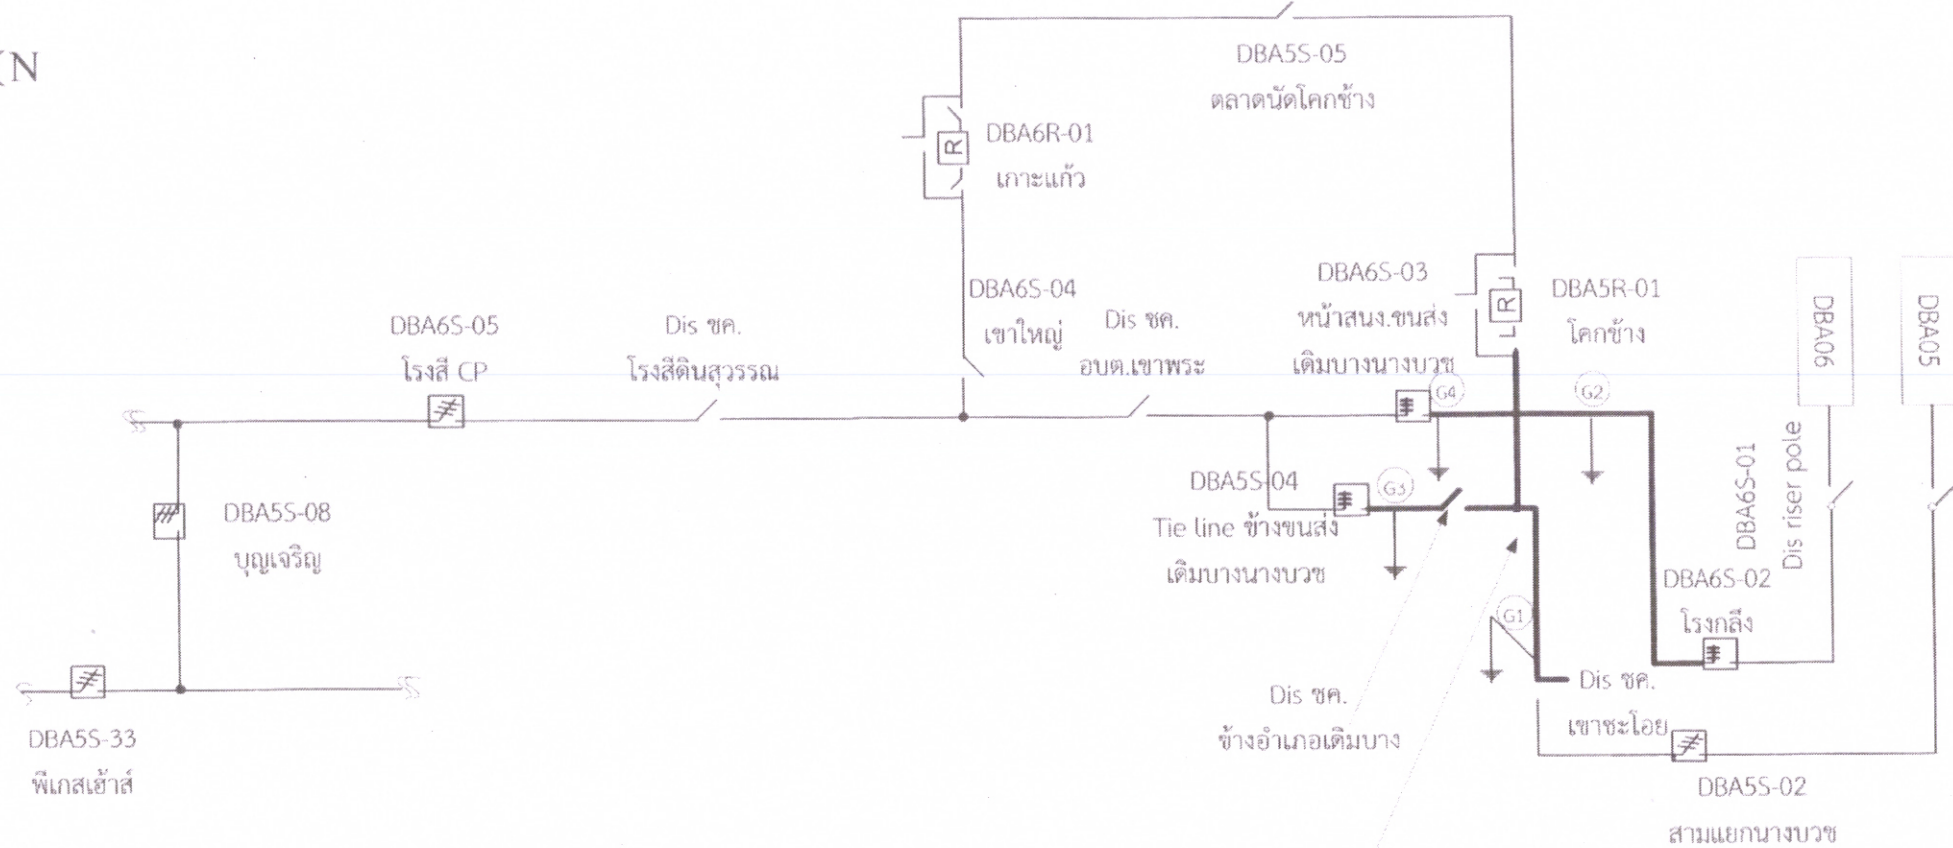 (N
DBA5S-05
ตลาดนัดโคกช้าง
DBA6R-01
เกาะแก้ว
R
DBA6S-03
หน้าสนง.ขนส่ง
เดิมบางนางบวช
DBA5R-01
โคกช้าง
R
DBA06
DBA05
DBA6S-05
โรงสี CP
Dis ชค.
โรงสีดินสุวรรณ
DBA6S-04
เขาใหญ่
Dis ชค.
อบต.เขาพระ
G4
G2
DBA6S-01
Dis riser pole
DBA5S-08
บุญเจริญ
DBA5S-04
Tie line ข้างขนส่ง
เดิมบางนางบวช
G3
DBA6S-02
โรงกลึง
G1
Dis ชค.
ข้างอำเภอเดิมบาง
Dis ชค.
เขาชะโอย
DBA5S-33
พีเกสเฮ้าส์
DBA5S-02
สามแยกนางบวช